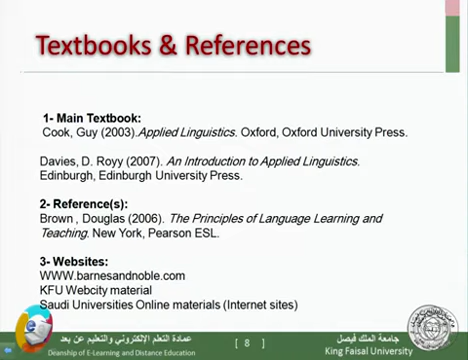 Textbooks & References
1- Main Textbook:
Cook, Guy (2003).Applied Linguistics. Oxford, Oxford University Press.
Davies, D. Royy (2007). An Introduction to Applied Linguistics.
Edinburgh, Edinburgh University Press.
2- Reference(s):
Brown , Douglas (2006). The Principles of Language Learning and
Teaching. New York, Pearson ESL.
3- Websites:
WWW.barnesandnoble.com
KFU Webcity material
Saudi Universities Online materials (Internet sites)
عمادة التعلم الإلكتروني والتعليم عن بعد
Deanship of E-Learning and Distance Education
[ 8 ]
جامعة الملك فيصل
King Faisal University